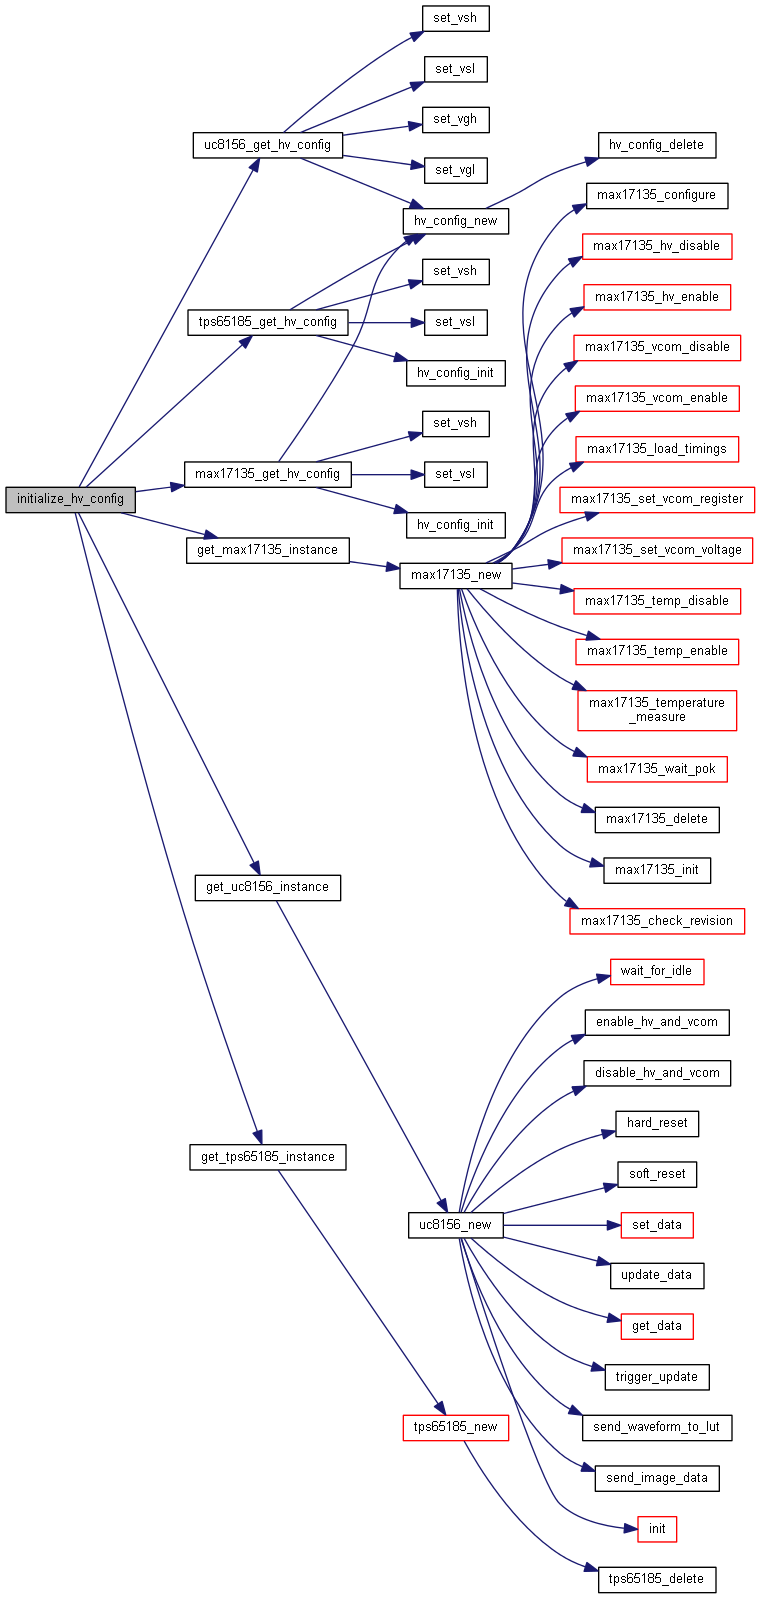 set_vsh
set_vsl
set_vgh
set_vgl
uc8156_get_hv_config
hv_config_delete
hv_config_new
max17135_configure
max17135_hv_disable
set_vsh
tps65185_get_hv_config
set_vsl
hv_config_init
max17135_hv_enable
max17135_vcom_disable
max17135_vcom_enable
set_vsh
max17135_get_hv_config
set_vsl
hv_config_init
max17135_load_timings
initialize_hv_config
max17135_set_vcom_register
get_max17135_instance
max17135_new
max17135_set_vcom_voltage
max17135_temp_disable
max17135_temp_enable
max17135_temperature
_measure
max17135_wait_pok
max17135_delete
max17135_init
max17135_check_revision
get_uc8156_instance
wait_for_idle
enable_hv_and_vcom
disable_hv_and_vcom
hard_reset
get_tps65185_instance
soft_reset
uc8156_new
set_data
update_data
get_data
trigger_update
tps65185_new
send_waveform_to_lut
send_image_data
init
tps65185_delete